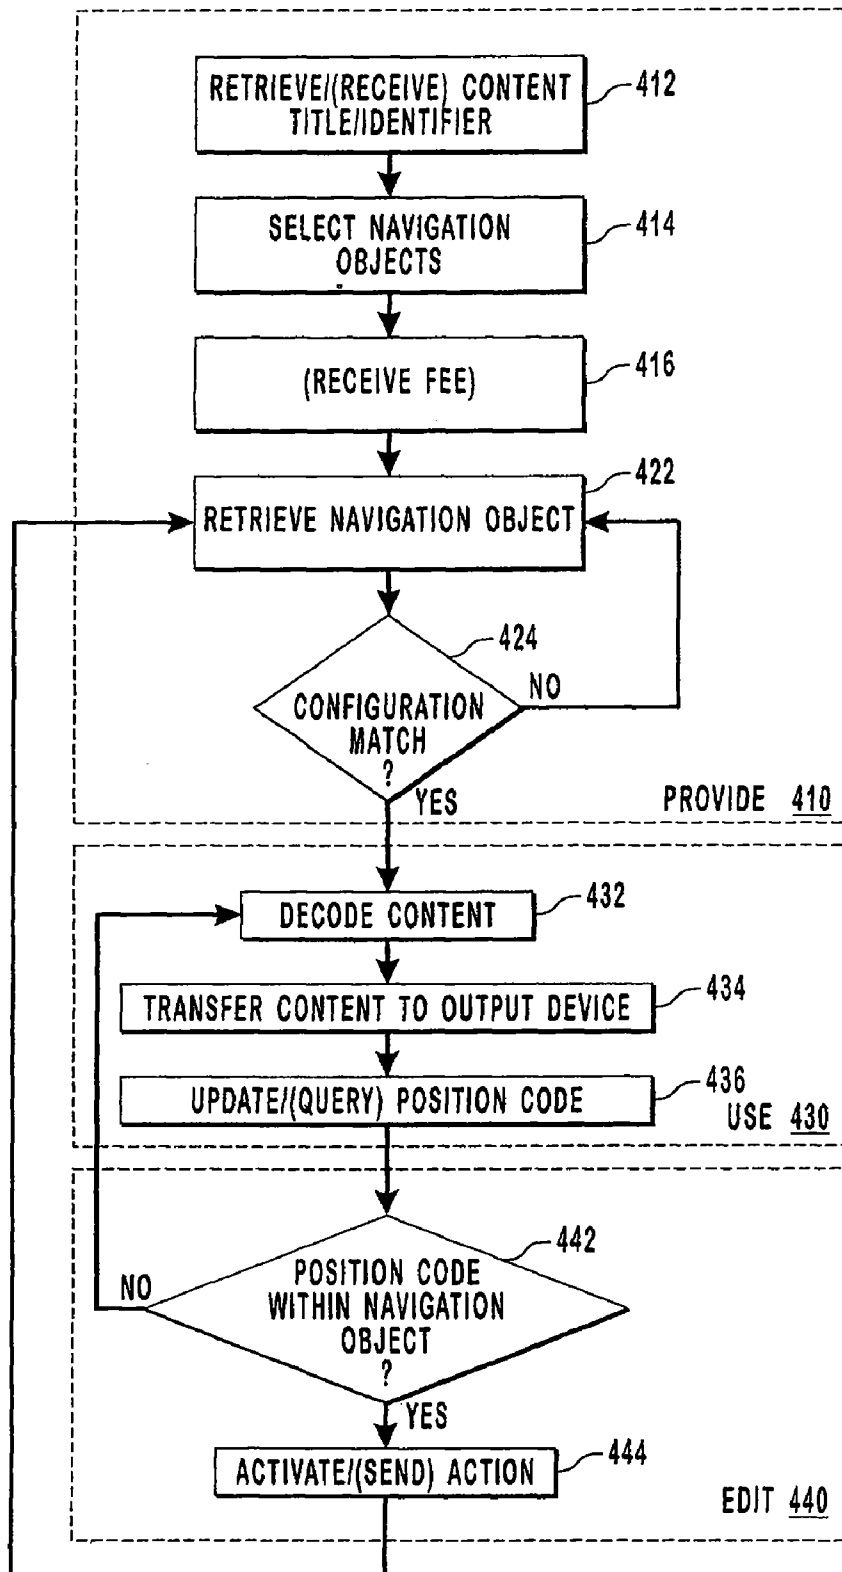 RETRIEVE/(RECEIVE) CONTENT
TITLE/IDENTIFIER
412
SELECT NAVIGATION
OBJECTS
414
(RECEIVE FEE)
416
422
RETRIEVE NAVIGATION OBJECT
424
CONFIGURATION
MATCH
?
NO
YES
PROVIDE 410
DECODE CONTENT
432
TRANSFER CONTENT TO OUTPUT DEVICE
434
UPDATE/(QUERY) POSITION CODE
436
USE 430
442
POSITION CODE
WITHIN NAVIGATION
OBJECT
?
NO
YES
ACTIVATE/(SEND) ACTION
444
EDIT 440